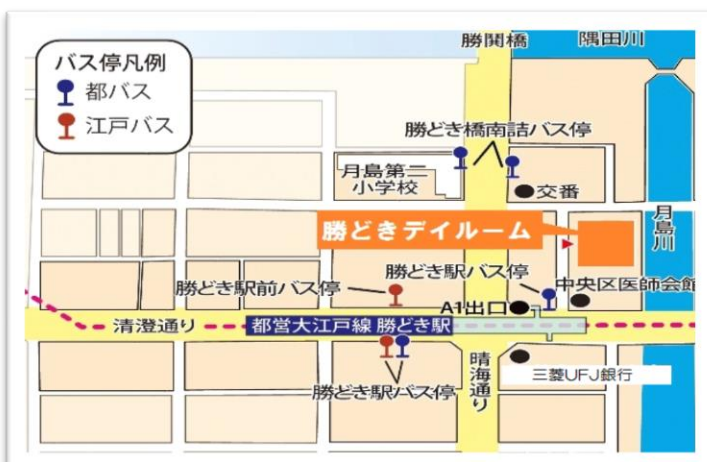 勝鬨橋
隅田川
バス停凡例
都バス
江戸バス
勝どき橋南詰バス停
月島第二
小学校
交番
勝どきデイルーム
月島川
勝どき駅バス停
勝どき駅前バス停
中央区医師会館
A1出口
清澄通り
都営大江戸線 勝どき駅
晴海通り
三菱UFJ銀行
勝どき駅バス停